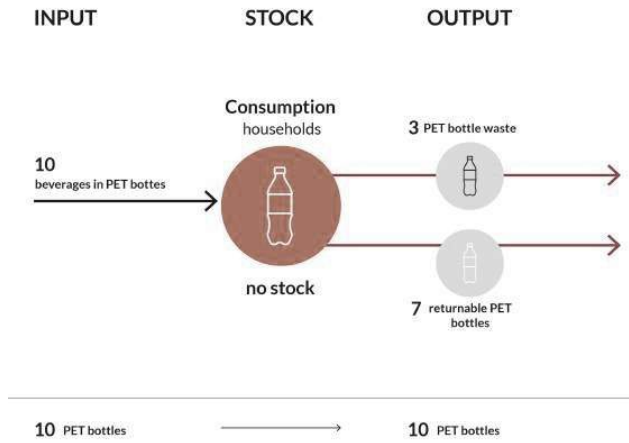 INPUT
STOCK
OUTPUT
Consumption
households
3 PET bottle waste
10
beverages in PET bottes
no stock
7 returnable PET
bottles
10 PET bottles
10 PET bottles